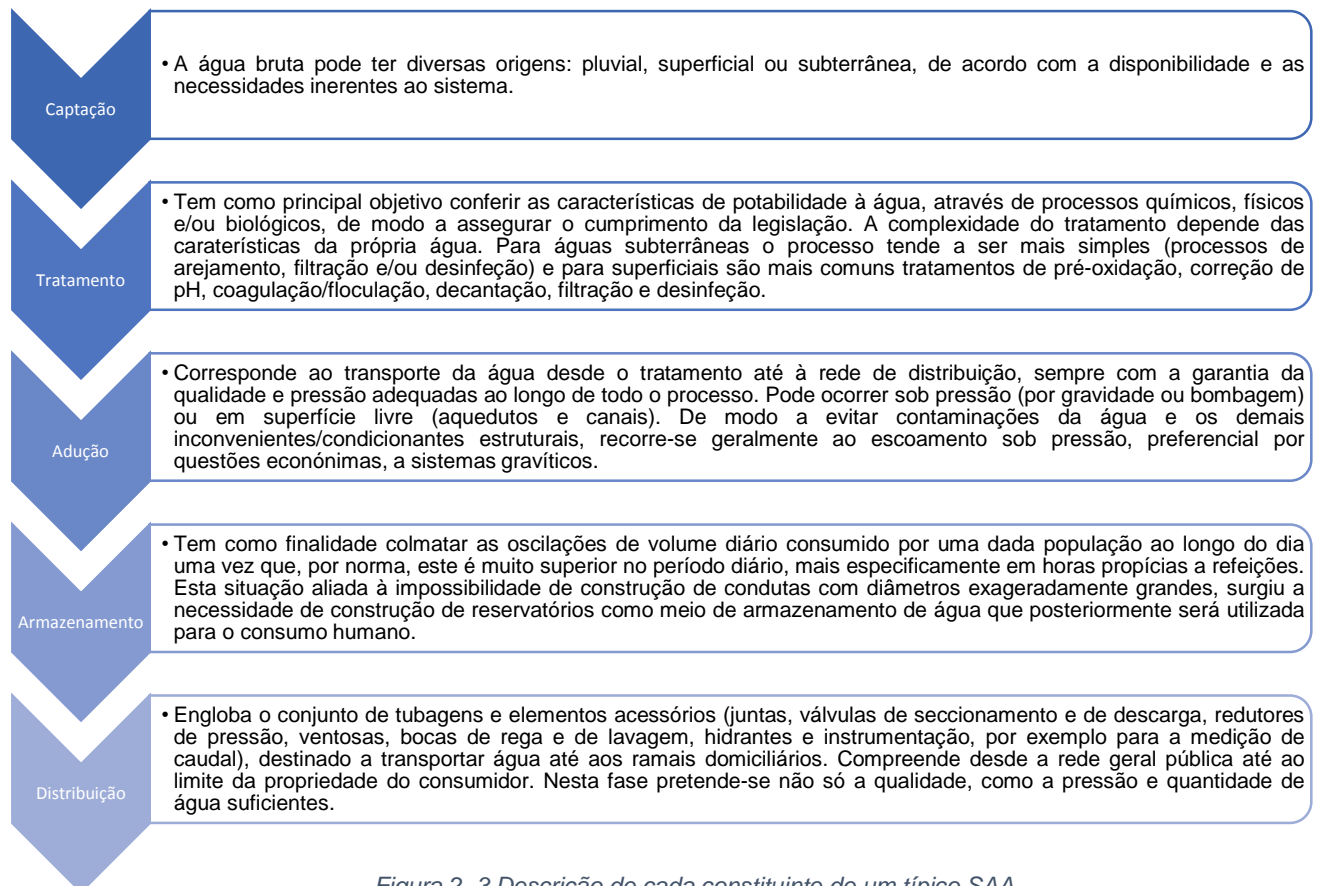 Captação
• A água bruta pode ter diversas origens: pluvial, superficial ou subterrânea, de acordo com a disponibilidade e as
necessidades inerentes ao sistema.
Tratamento
• Tem como principal objetivo conferir as características de potabilidade à água, através de processos químicos, físicos
e/ou biológicos, de modo a assegurar o cumprimento da legislação. A complexidade do tratamento depende das
caraterísticas da própria água. Para águas subterrâneas o processo tende a ser mais simples (processos de
arejamento, filtração e/ou desinfeção) e para superficiais são mais comuns tratamentos de pré-oxidação, correção de
pH, coagulação/floculação, decantação, filtração e desinfeção.
Adução
• Corresponde ao transporte da água desde o tratamento até à rede de distribuição, sempre com a garantia da
qualidade e pressão adequadas ao longo de todo o processo. Pode ocorrer sob pressão (por gravidade ou bombagem)
ou em superfície livre (aquedutos e canais). De modo a evitar contaminações da água e os demais
inconvenientes/condicionantes estruturais, recorre-se geralmente ao escoamento sob pressão, preferencial por
questões econónimas, a sistemas gravíticos.
Armazenamento
• Tem como finalidade colmatar as oscilações de volume diário consumido por uma dada população ao longo do dia
uma vez que, por norma, este é muito superior no período diário, mais especificamente em horas propícias a refeições.
Esta situação aliada à impossibilidade de construção de condutas com diâmetros exageradamente grandes, surgiu a
necessidade de construção de reservatórios como meio de armazenamento de água que posteriormente será utilizada
para o consumo humano.
Distribuição
• Engloba o conjunto de tubagens e elementos acessórios (juntas, válvulas de seccionamento e de descarga, redutores
de pressão, ventosas, bocas de rega e de lavagem, hidrantes e instrumentação, por exemplo para a medição de
caudal), destinado a transportar água até aos ramais domiciliários. Compreende desde a rede geral pública até ao
limite da propriedade do consumidor. Nesta fase pretende-se não só a qualidade, como a pressão e quantidade de
água suficientes.
Figura 2- 3 Descrição de cada constituinte de um típico SAA